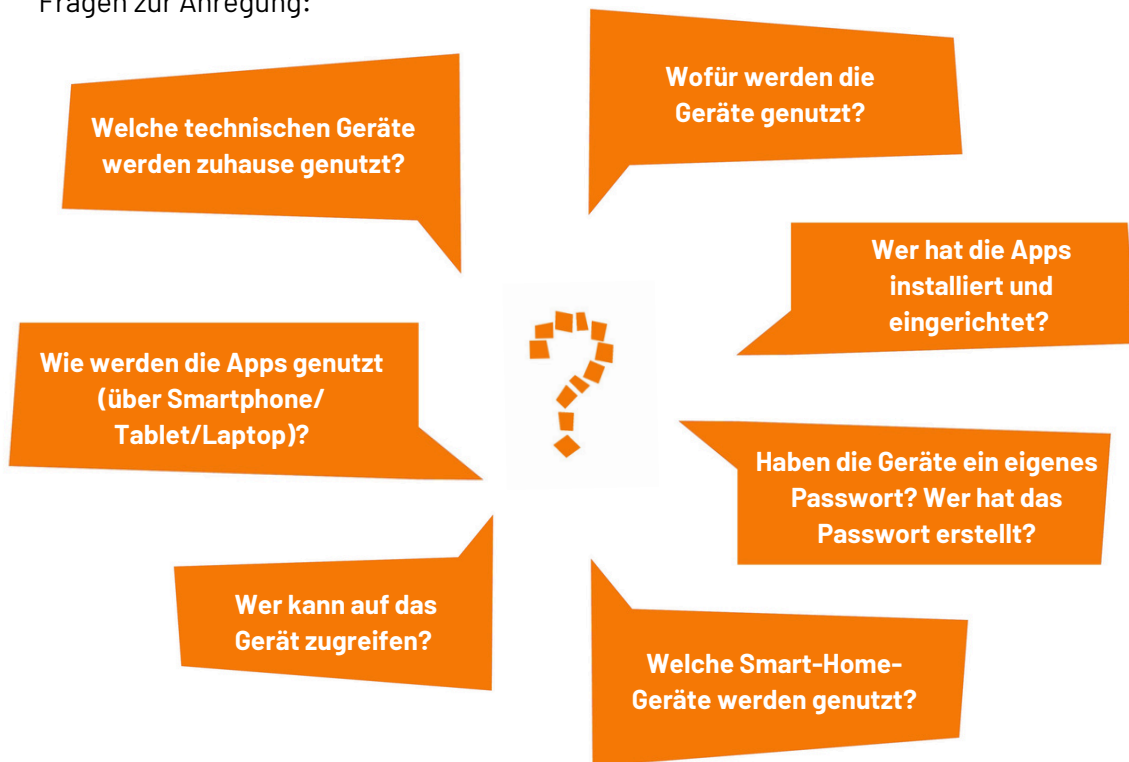 Fragen zur Anregung:
Welche technischen Geräte
werden zuhause genutzt?
Wofür werden die
Geräte genutzt?
Wer hat die Apps
installiert und
eingerichtet?
Wie werden die Apps genutzt
(über Smartphone/
Tablet/Laptop)?
Haben die Geräte ein eigenes
Passwort? Wer hat das
Passwort erstellt?
Wer kann auf das
Gerät zugreifen?
Welche Smart-Home-
Geräte werden genutzt?